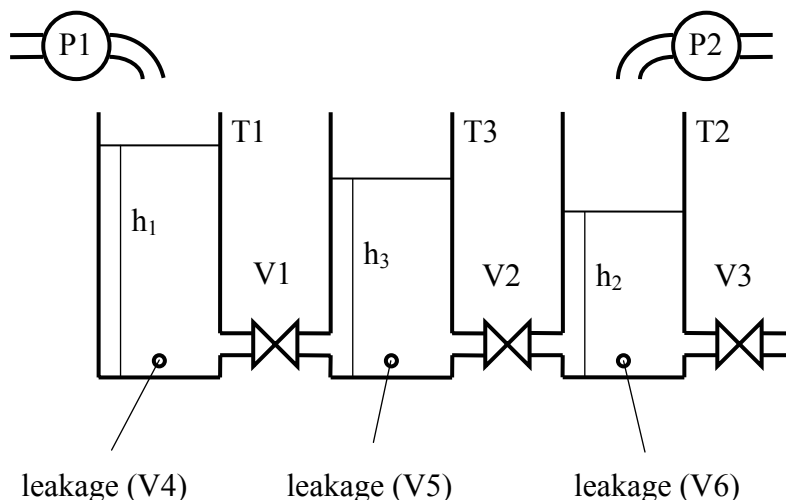 P1
P2
T1
T3
T2
h₁
h₃
h₂
V1
V2
V3
leakage (V4)
leakage (V5)
leakage (V6)